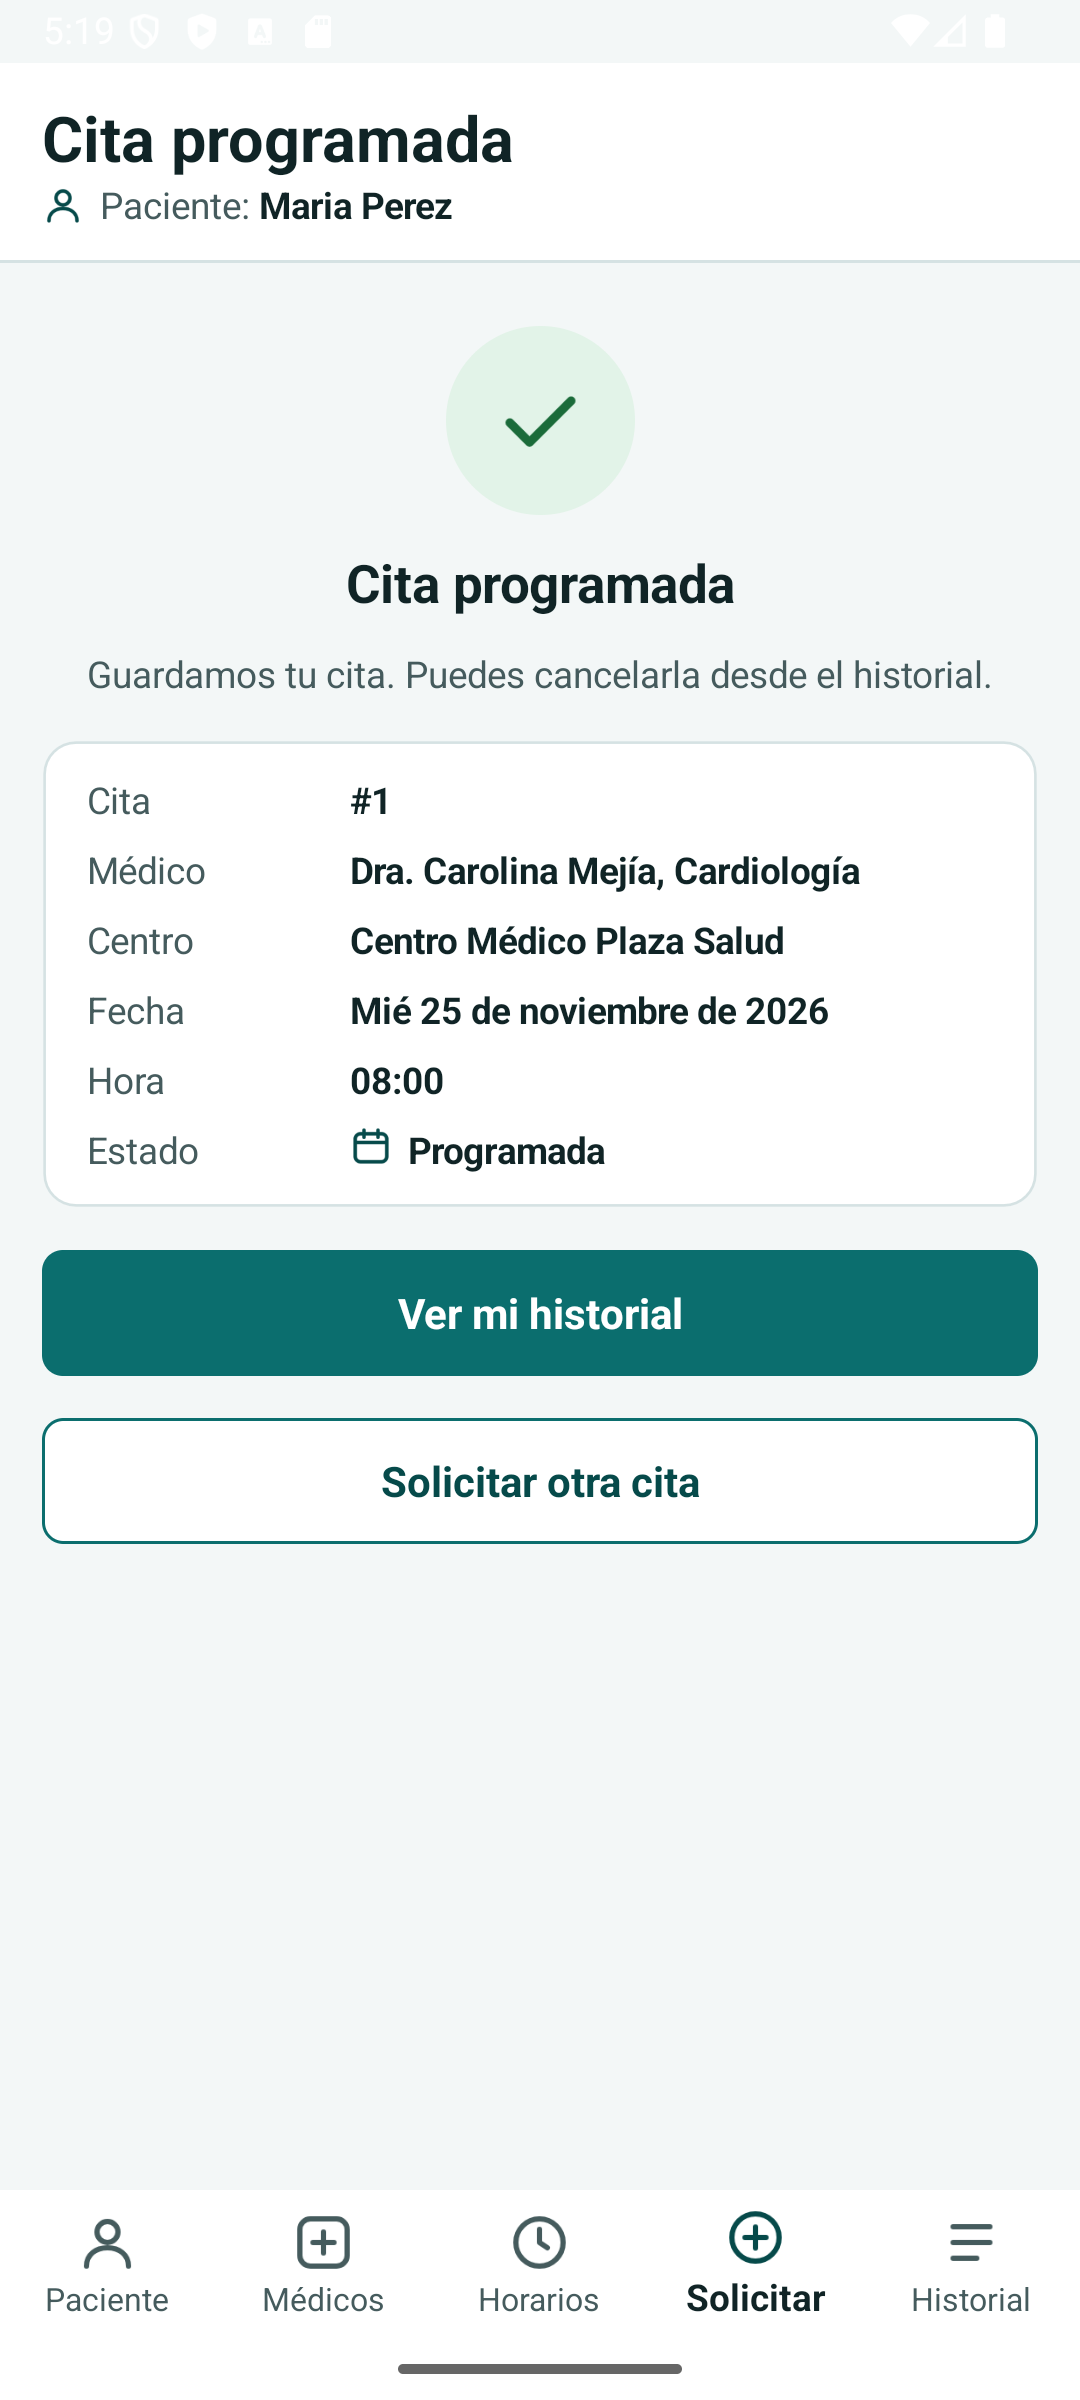 5:19
Cita programada
Paciente: Maria Perez
Cita programada
Guardamos tu cita. Puedes cancelarla desde el historial.
Cita #1
Médico Dra. Carolina Mejía, Cardiología
Centro Centro Médico Plaza Salud
Fecha Mié 25 de noviembre de 2026
Hora 08:00
Estado Programada
Ver mi historial
Solicitar otra cita
Paciente Médicos Horarios Solicitar Historial